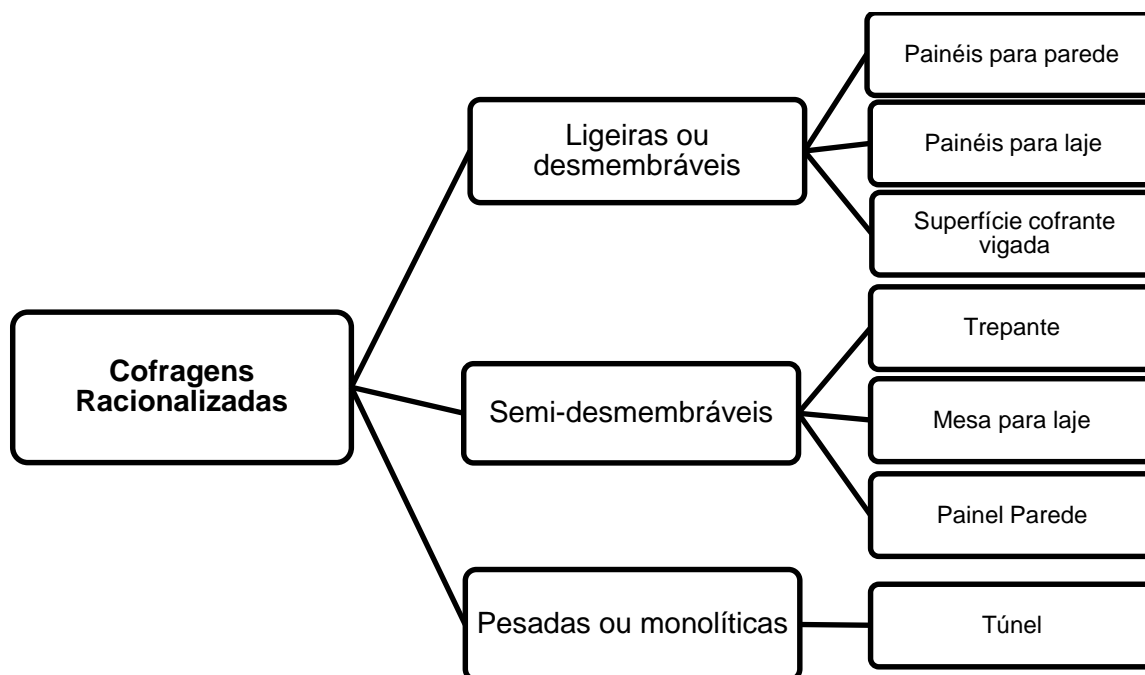 Cofragens
Racionalizadas
Ligeiras ou
desmembráveis
Painéis para parede
Painéis para laje
Superfície cofrante
vigada
Semi-desmembráveis
Trepante
Mesa para laje
Painel Parede
Pesadas ou monolíticas
Túnel